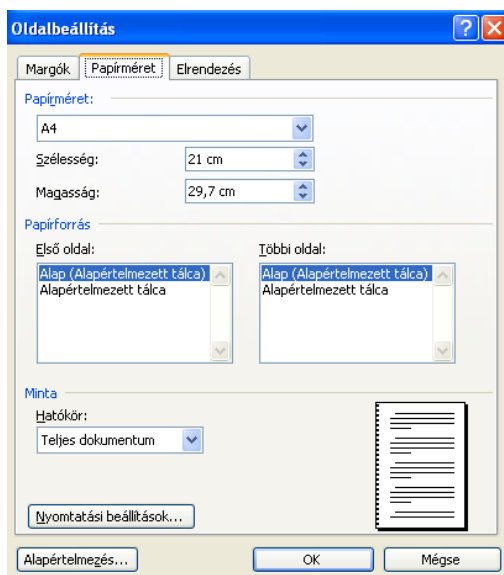 Oldalbeállítás
Margók Papírméret Elrendezés
Papírméret:
A4
Szélesség: 21 cm
Magasság: 29,7 cm
Papírforrás
Első oldal: Többi oldal:
Alap (Alapértelmezett tálca) Alap (Alapértelmezett tálca)
Alapértelmezett tálca Alapértelmezett tálca
Minta
Hatókör:
Teljes dokumentum
Nyomtatási beállítások...
Alapértelmezés... OK Mégse